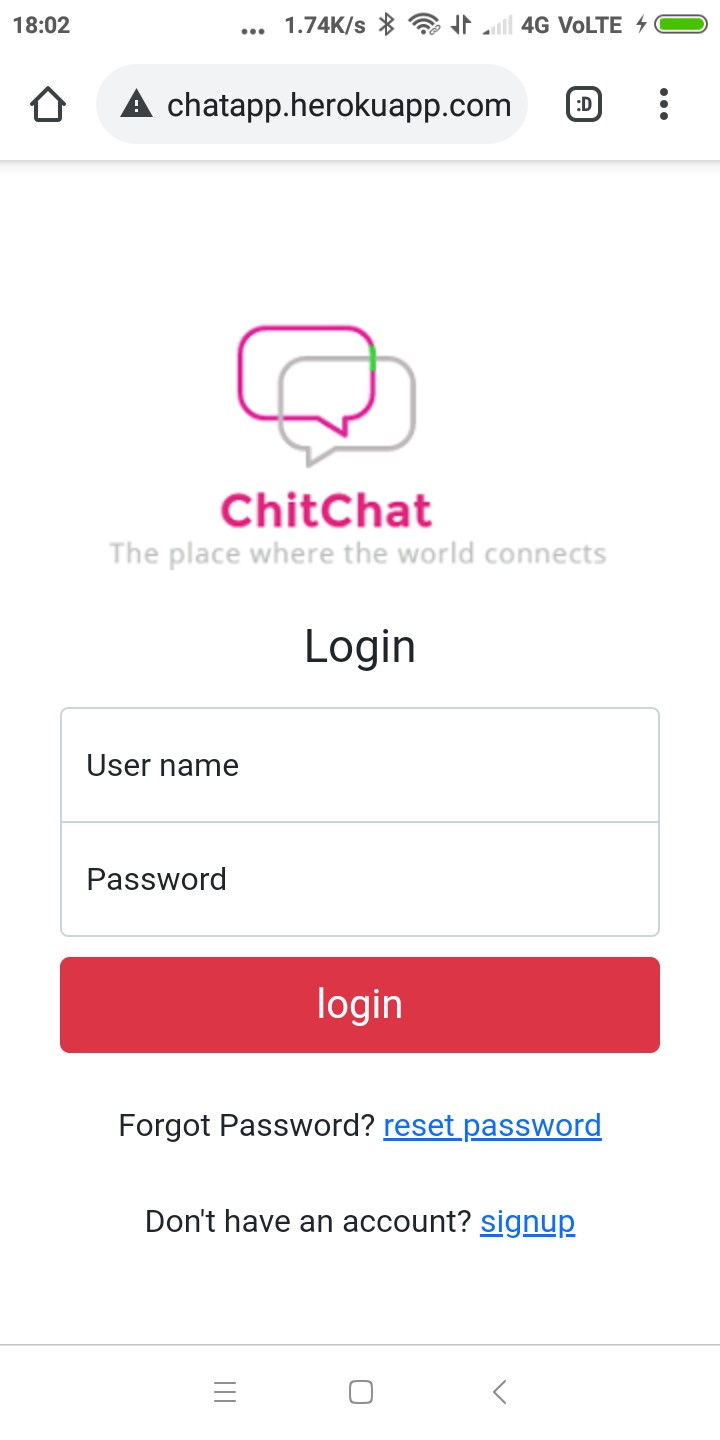 18:02 ... 1.74K/s 4G VoLTE
chatapp.herokuapp.com :D
ChitChat
The place where the world connects
Login
User name
Password
login
Forgot Password? reset password
Don't have an account? signup